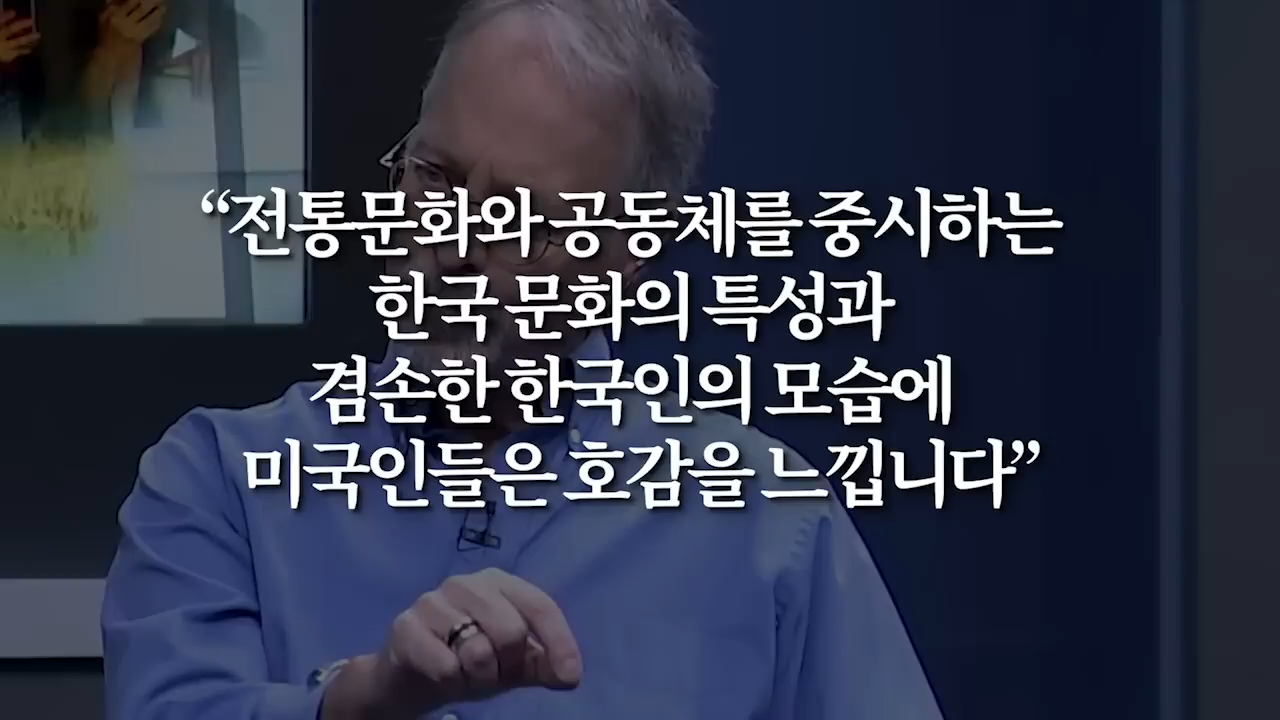 “전통문화와 공동체를 중시하는
한국 문화의 특성과
겸손한 한국인의 모습에
미국인들은 호감을 느낍니다”